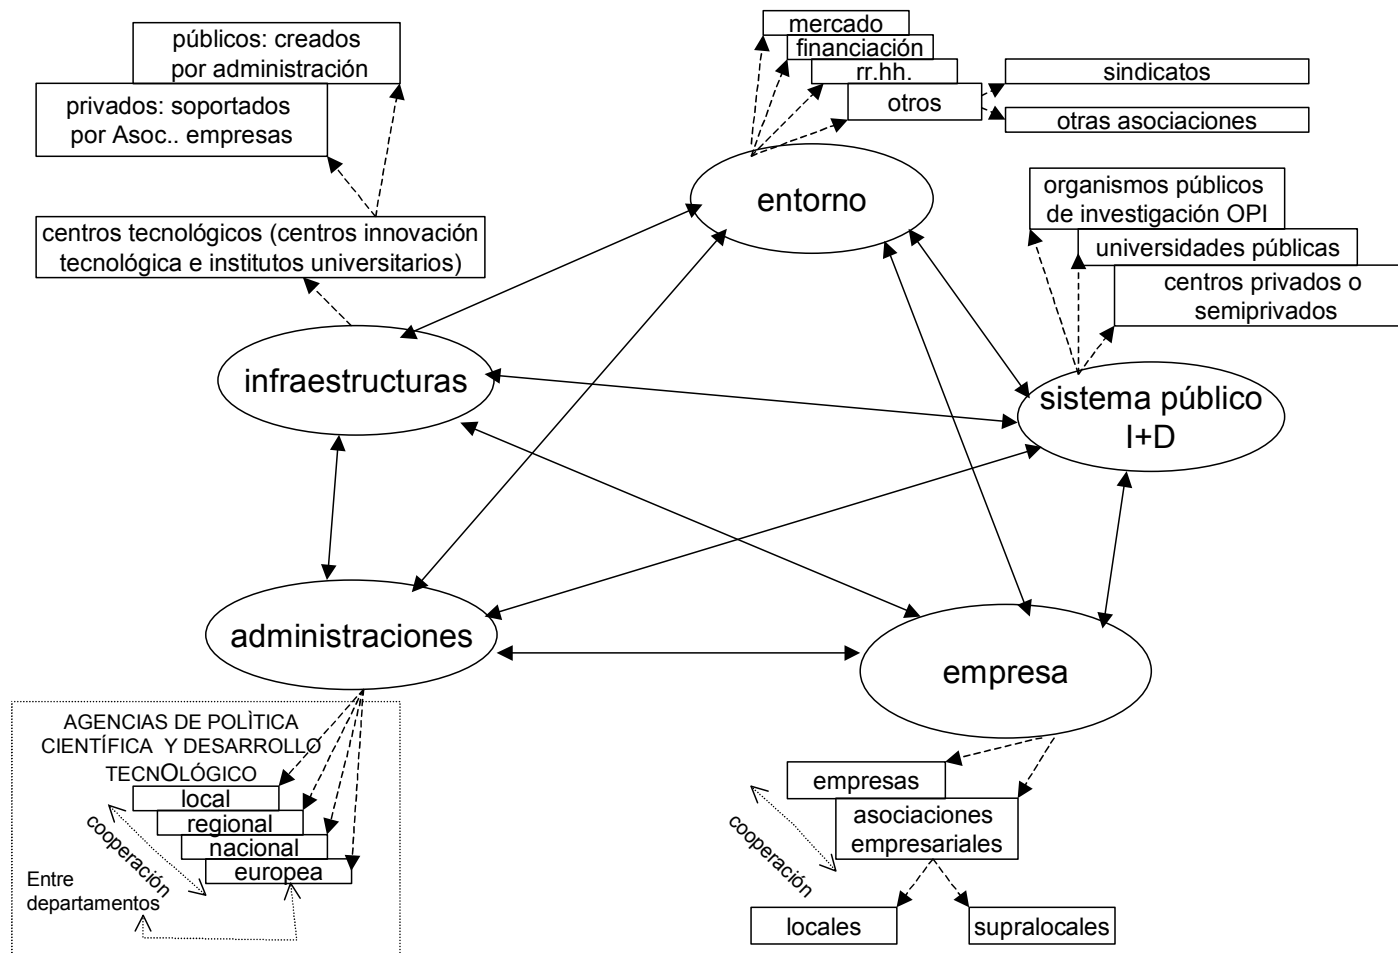 públicos: creados
por administración
privados: soportados
por Asoc.. empresas
centros tecnológicos (centros innovación
tecnológica e institutos universitarios)
infraestructuras
mercado
financiación
rr.hh.
otros
sindicatos
otras asociaciones
entorno
organismos públicos
de investigación OPI
universidades públicas
centros privados o
semiprivados
sistema público
I+D
administraciones
AGENCIAS DE POLÌTICA
CIENTÍFICA Y DESARROLLO
TECNOLÓGICO
local
regional
nacional
europea
cooperación
Entre
departamentos
empresa
empresas
asociaciones
empresariales
cooperación
locales
supralocales